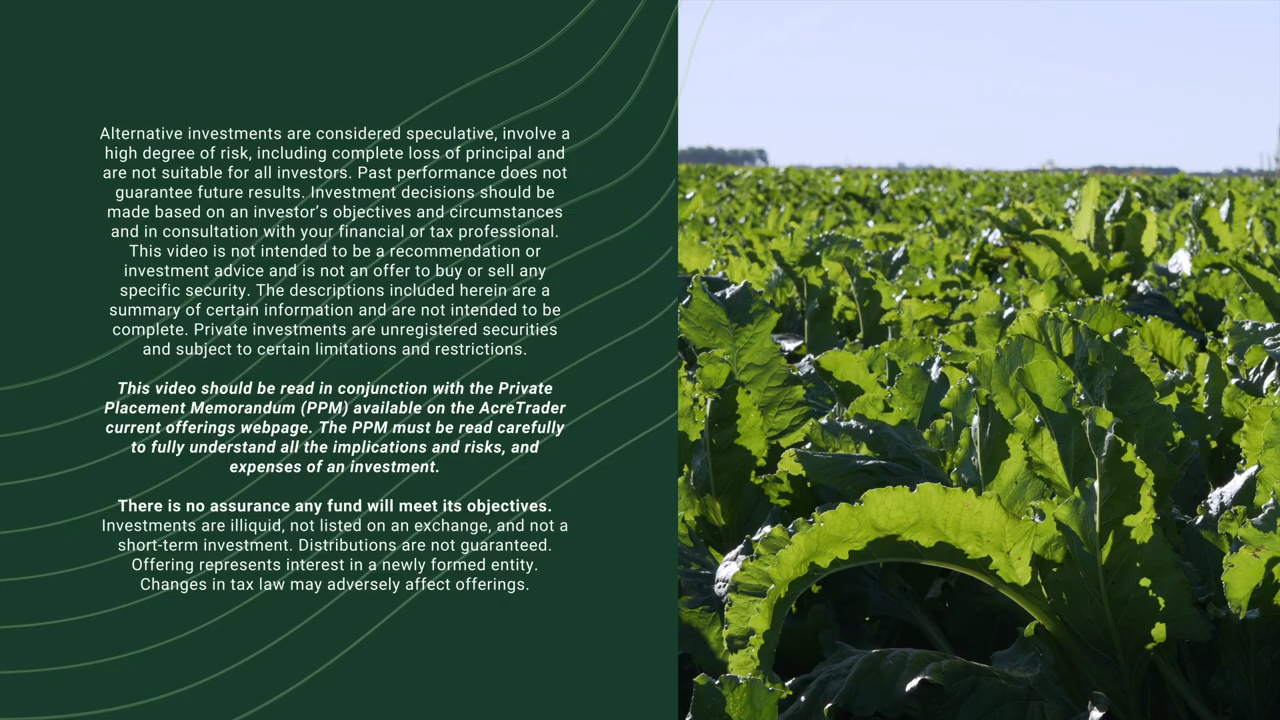 Alternative investments are considered speculative, involve a
high degree of risk, including complete loss of principal and
are not suitable for all investors. Past performance does not
guarantee future results. Investment decisions should be
made based on an investor’s objectives and circumstances
and in consultation with your financial or tax professional.
This video is not intended to be a recommendation or
investment advice and is not an offer to buy or sell any
specific security. The descriptions included herein are a
summary of certain information and are not intended to be
complete. Private investments are unregistered securities
and subject to certain limitations and restrictions.
This video should be read in conjunction with the Private
Placement Memorandum (PPM) available on the AcreTrader
current offerings webpage. The PPM must be read carefully
to fully understand all the implications and risks, and
expenses of an investment.
There is no assurance any fund will meet its objectives.
Investments are illiquid, not listed on an exchange, and not a
short-term investment. Distributions are not guaranteed.
Offering represents interest in a newly formed entity.
Changes in tax law may adversely affect offerings.